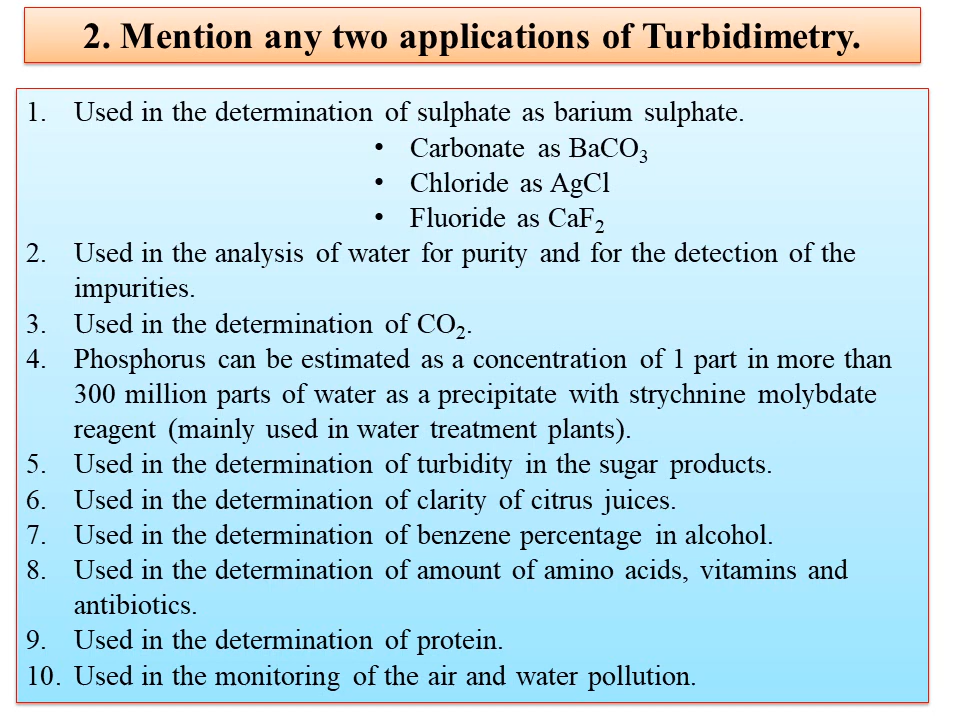 2. Mention any two applications of Turbidimetry.
1. Used in the determination of sulphate as barium sulphate.
• Carbonate as BaCO₃
• Chloride as AgCl
• Fluoride as CaF₂
2. Used in the analysis of water for purity and for the detection of the
impurities.
3. Used in the determination of CO₂.
4. Phosphorus can be estimated as a concentration of 1 part in more than
300 million parts of water as a precipitate with strychnine molybdate
reagent (mainly used in water treatment plants).
5. Used in the determination of turbidity in the sugar products.
6. Used in the determination of clarity of citrus juices.
7. Used in the determination of benzene percentage in alcohol.
8. Used in the determination of amount of amino acids, vitamins and
antibiotics.
9. Used in the determination of protein.
10. Used in the monitoring of the air and water pollution.